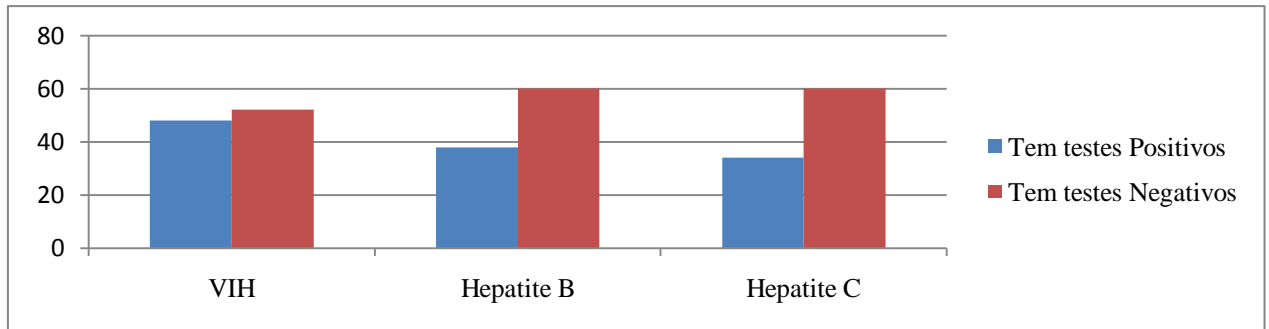 80
60
40
20
0
VIH
Hepatite B
Hepatite C
Tem testes Positivos
Tem testes Negativos